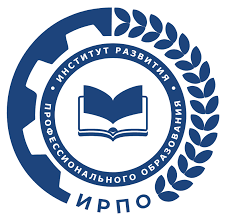 • ИНСТИТУТ РАЗВИТИЯ •
ПРОФЕССИОНАЛЬНОГО ОБРАЗОВАНИЯ
ИРПО